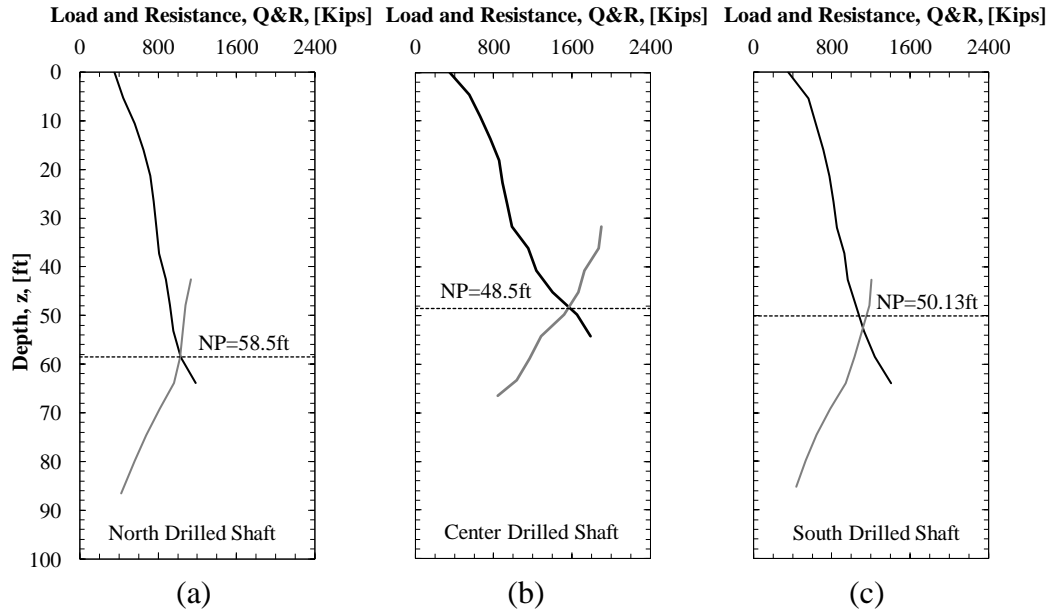 Load and Resistance, Q&R, [Kips]
0 800 1600 2400
0
10
20
30
40
50
60
70
80
90
100
Depth, z, [ft]
NP=58.5ft
North Drilled Shaft
(a)
Load and Resistance, Q&R, [Kips]
0 800 1600 2400
NP=48.5ft
Center Drilled Shaft
(b)
Load and Resistance, Q&R, [Kips]
0 800 1600 2400
NP=50.13ft
South Drilled Shaft
(c)